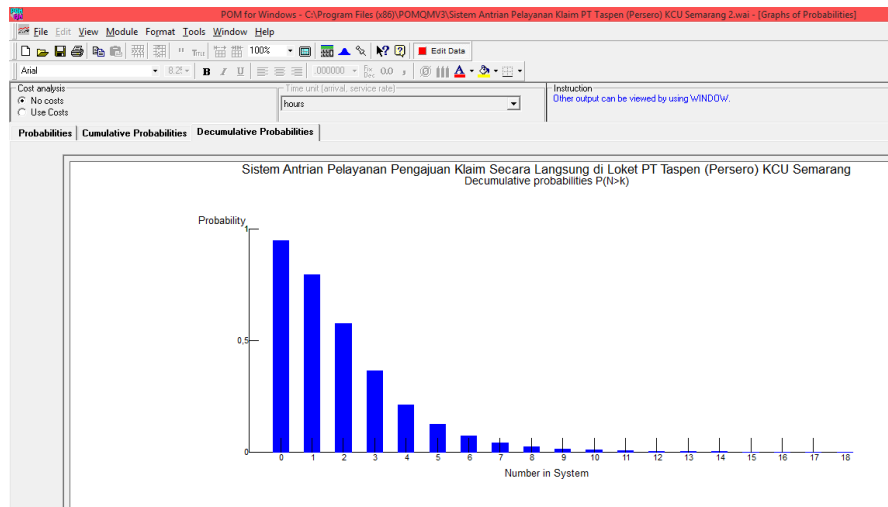 POM for Windows - C:\Program Files (x86)\POMQMV3\Sistem Antrian Pelayanan Klaim PT Taspen (Persero) KCU Semarang 2.wai - [Graphs of Probabilities]
File Edit View Module Format Tools Window Help
100% Edit Data
Arial 8.25 B I U .000000 0.0 ,
Cost analysis
No costs
Use Costs
Time unit (arrival, service rate)
hours
Instruction
Other output can be viewed by using WINDOW.
Probabilities Cumulative Probabilities Decumulative Probabilities
Sistem Antrian Pelayanan Pengajuan Klaim Secara Langsung di Loket PT Taspen (Persero) KCU Semarang
Decumulative probabilities P(N>k)
Probability
1
0,5
0
0 1 2 3 4 5 6 7 8 9 10 11 12 13 14 15 16 17 18
Number in System